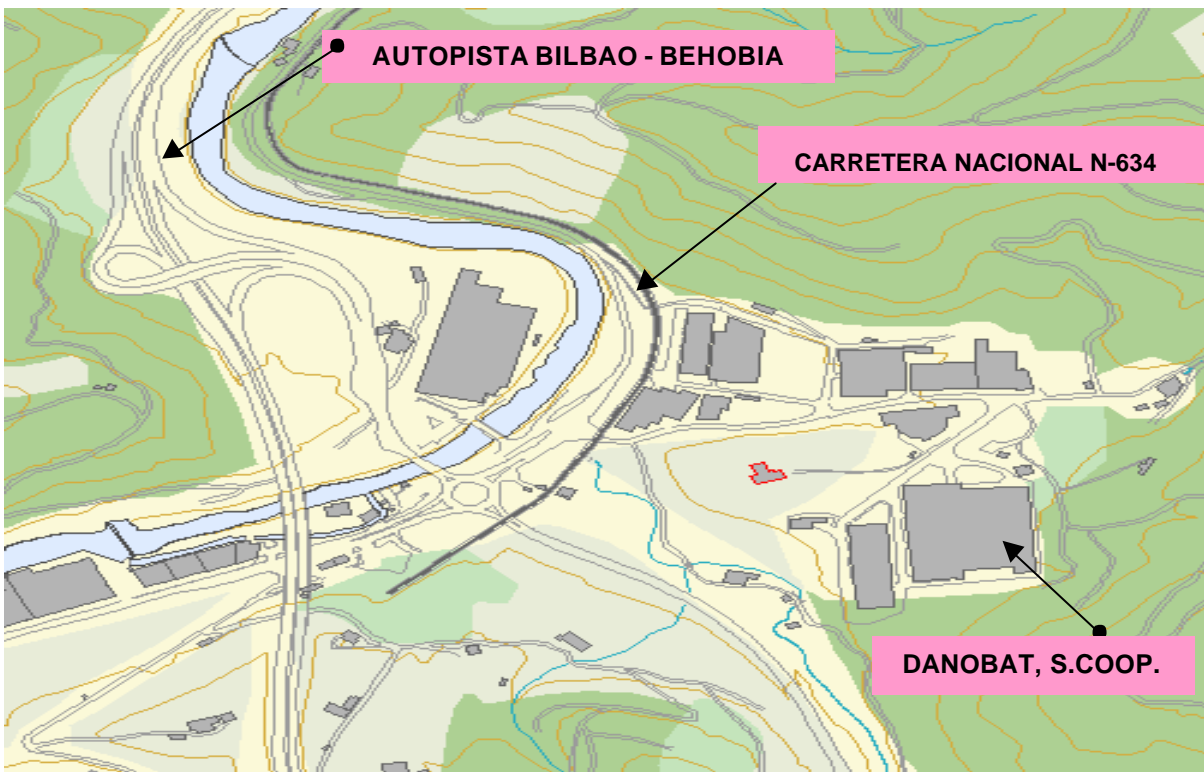 AUTOPISTA BILBAO - BEHOBIA
CARRETERA NACIONAL N-634
DANOBAT, S.COOP.